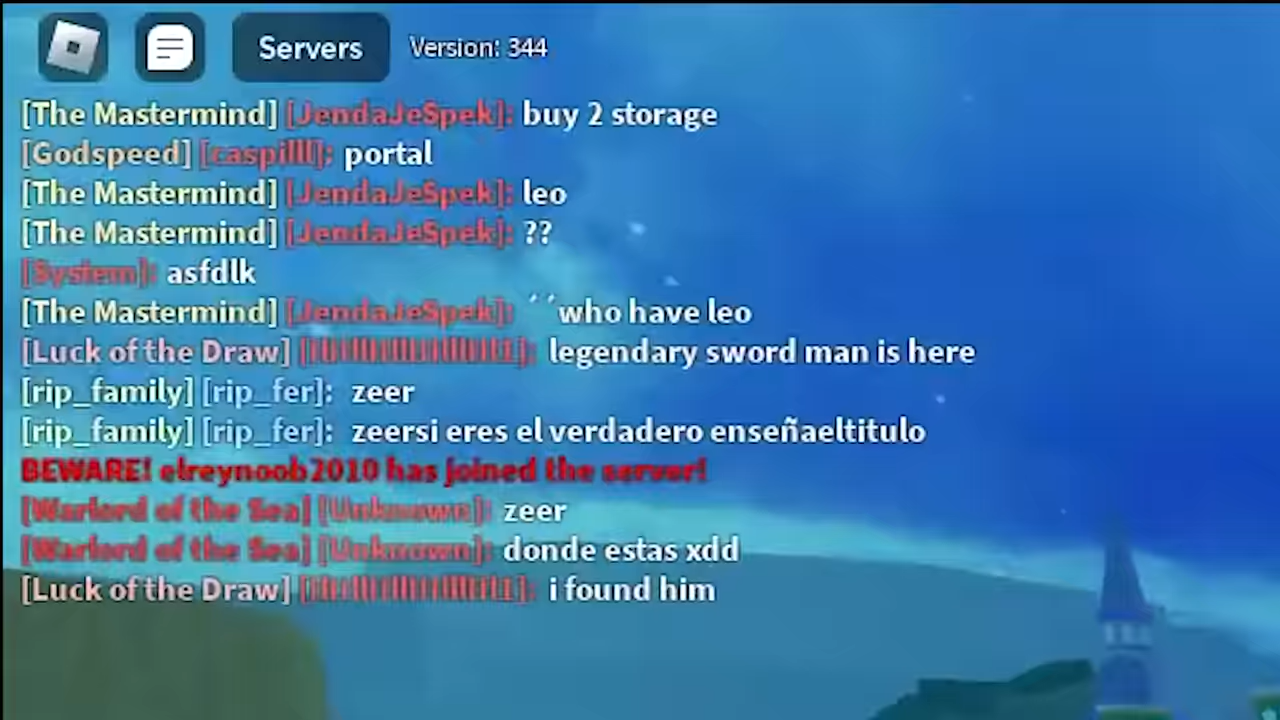 Servers Version: 344
[The Mastermind] [JendaJeSpek]: buy 2 storage
[Godspeed] [caspilll]: portal
[The Mastermind] [JendaJeSpek]: leo
[The Mastermind] [JendaJeSpek]: ??
[System]: asfdlk
[The Mastermind] [JendaJeSpek]: ´´who have leo
[Luck of the Draw] legendary sword man is here
[rip_family] [rip_fer]: zeer
[rip_family] [rip_fer]: zeersi eres el verdadero enseñaeltitulo
BEWARE! elreynoob2010 has joined the server!
[Warlord of the Sea] [Unknown]: zeer
[Warlord of the Sea] [Unknown]: donde estas xdd
[Luck of the Draw] i found him